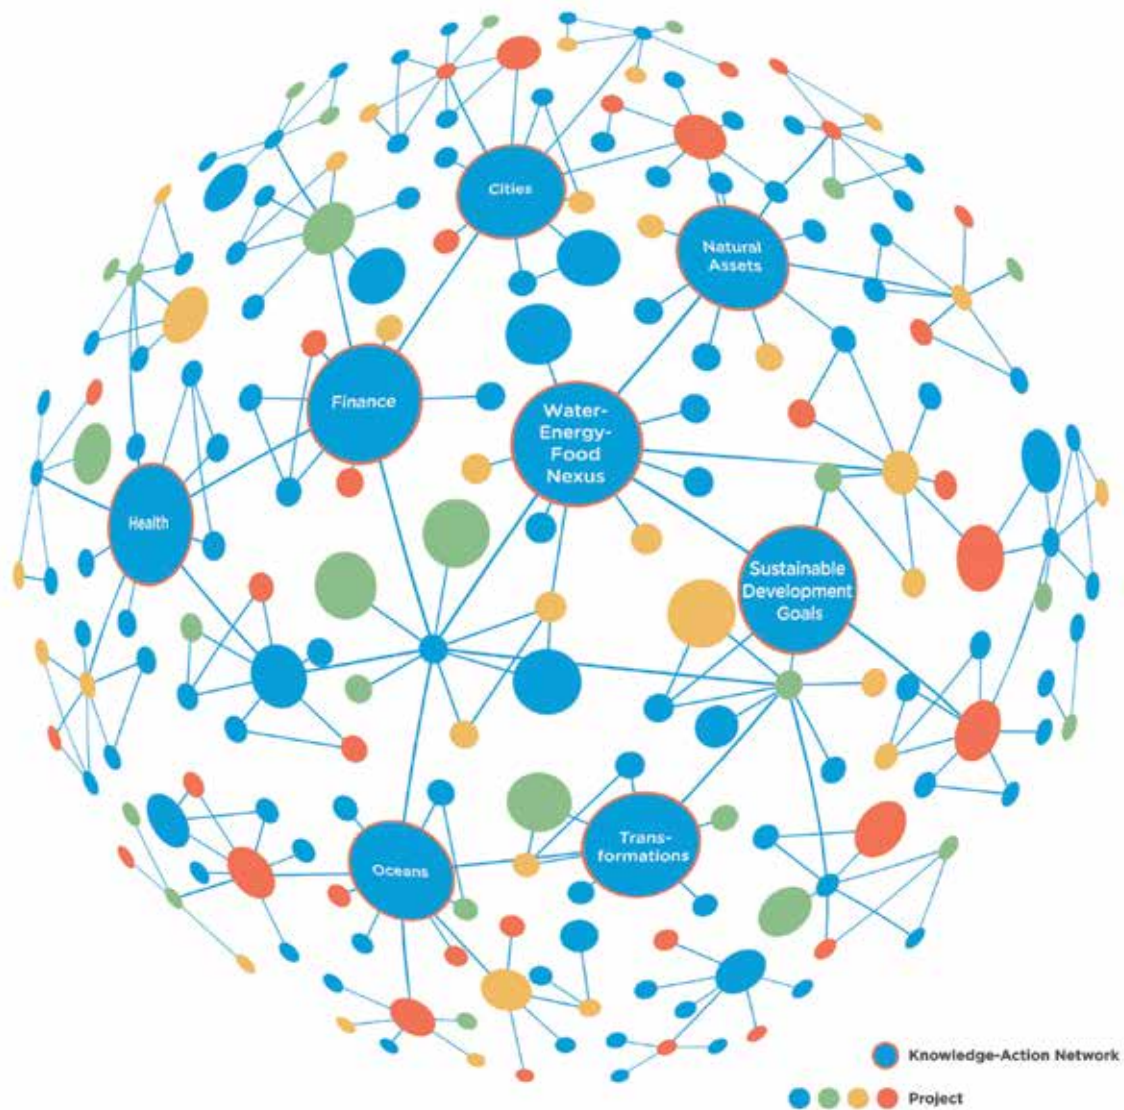 Cities
Natural
Assets
Finance
Water-
Energy-
Food
Nexus
Health
Sustainable
Development
Goals
Trans-
formations
Oceans
Knowledge-Action Network
Project